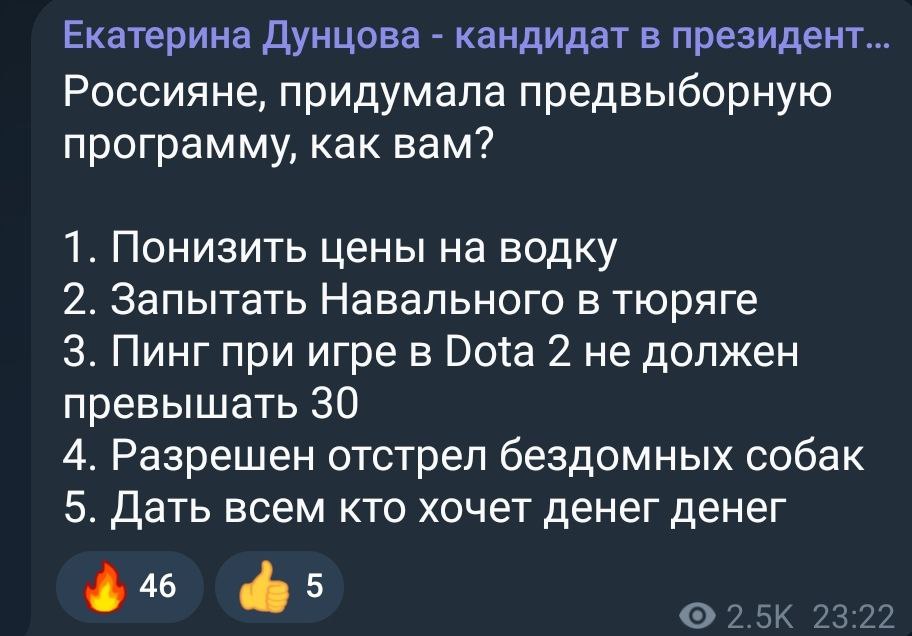 Екатерина Дунцова - кандидат в президент...
Россияне, придумала предвыборную
программу, как вам?
1. Понизить цены на водку
2. Запытать Навального в тюряге
3. Пинг при игре в Dota 2 не должен
превышать 30
4. Разрешен отстрел бездомных собак
5. Дать всем кто хочет денег денег
46 5
2.5K 23:22